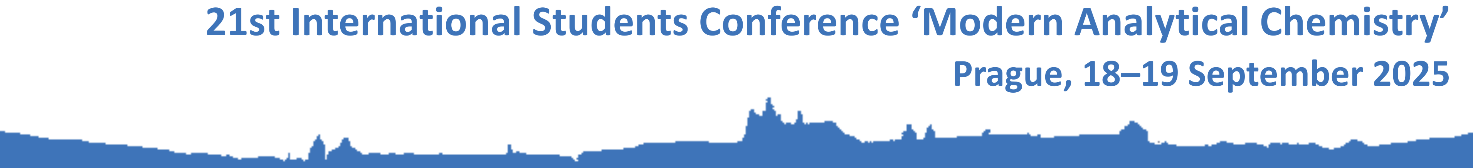 21st International Students Conference ‘Modern Analytical Chemistry’
Prague, 18–19 September 2025